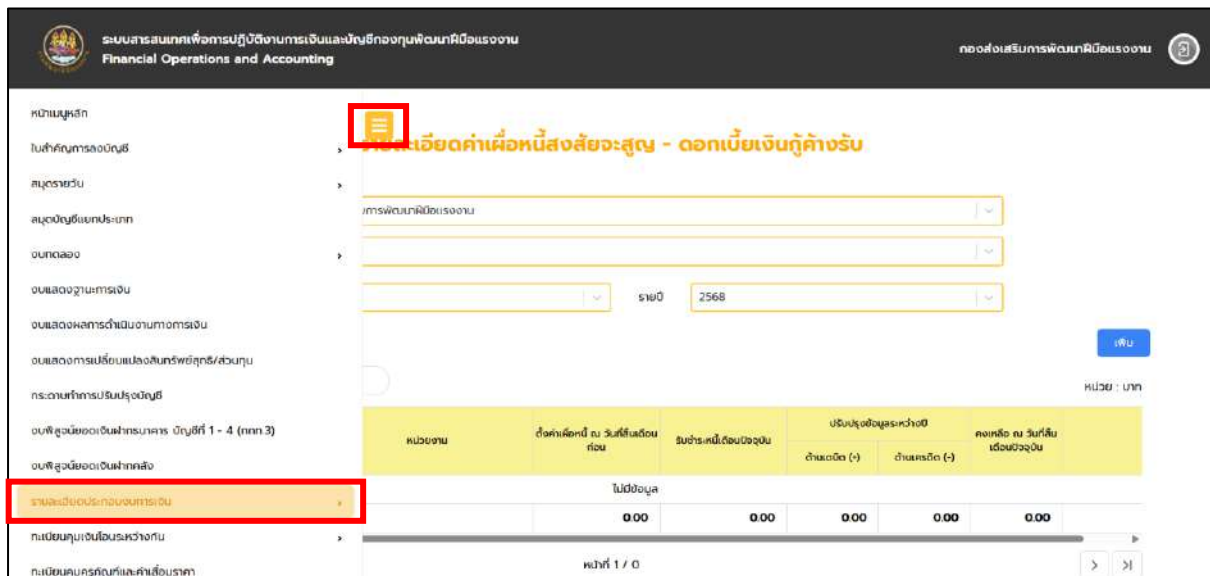 ระบบสารสนเทศเพื่อการปฏิบัติงานการเงินและบัญชีกองทุนพัฒนาฝีมือแรงงาน
Financial Operations and Accounting
กองส่งเสริมการพัฒนาฝีมือแรงงาน
หน้าเมนูหลัก
ใบสำคัญการลงบัญชี
สมุดรายวัน
สมุดบัญชีแยกประเภท
งบทดลอง
งบแสดงฐานะการเงิน
งบแสดงผลการดำเนินงานทางการเงิน
งบแสดงการเปลี่ยนแปลงสินทรัพย์สุทธิ/ส่วนทุน
กระดาษทำการปรับปรุงบัญชี
งบพิสูจน์ยอดเงินฝากธนาคาร บัญชีที่ 1 - 4 (กกท.3)
งบพิสูจน์ยอดเงินฝากคลัง
รายละเอียดประกอบงบการเงิน
ทะเบียนคุมเงินโอนระหว่างกัน
ทะเบียนคุมครุภัณฑ์และค่าเสื่อมราคา
รายละเอียดค่าเผื่อหนี้สงสัยจะสูญ - ดอกเบี้ยเงินกู้ค้างรับ
การพัฒนาฝีมือแรงงาน
รายปี 2568
เพิ่ม
หน่วย : บาท
หน่วยงาน
ตั้งค่าเผื่อหนี้ ณ วันที่สิ้นเดือนก่อน
รับชำระหนี้เดือนปัจจุบัน
ปรับปรุงข้อมูลระหว่างปี
ด้านเดบิต (+)
ด้านเครดิต (-)
คงเหลือ ณ วันที่สิ้นเดือนปัจจุบัน
ไม่มีข้อมูล
0.00 0.00 0.00 0.00 0.00
หน้าที่ 1 / 0